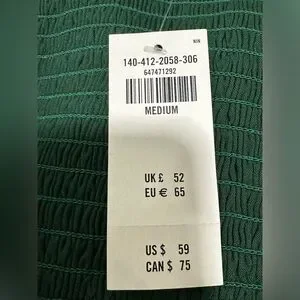 140-412-2058-306
647471292
MEDIUM
UK £ 52
EU € 65
US $ 59
CAN $ 75